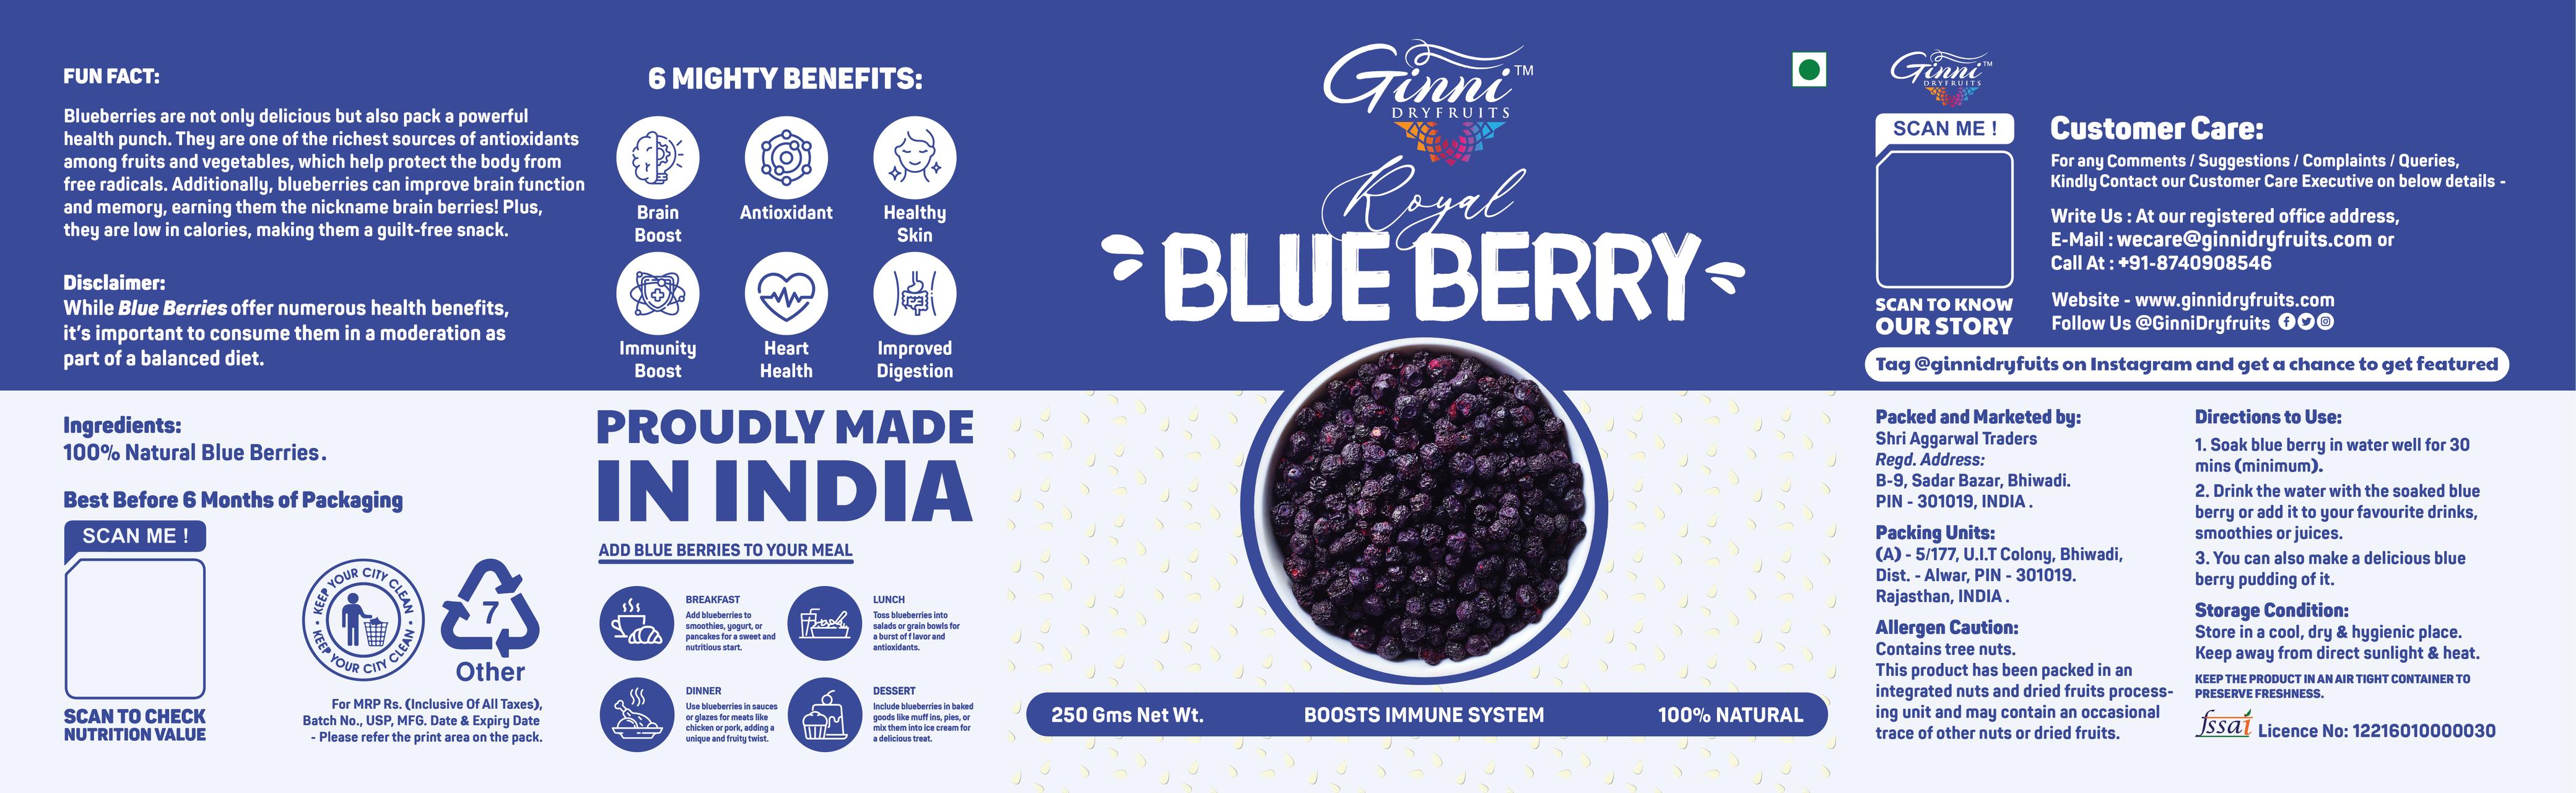 FUN FACT:
Blueberries are not only delicious but also pack a powerful
health punch. They are one of the richest sources of antioxidants
among fruits and vegetables, which help protect the body from
free radicals. Additionally, blueberries can improve brain function
and memory, earning them the nickname brain berries! Plus,
they are low in calories, making them a guilt-free snack.
Disclaimer:
While Blue Berries offer numerous health benefits,
it's important to consume them in a moderation as
part of a balanced diet.
Ingredients:
100% Natural Blue Berries.
Best Before 6 Months of Packaging
SCAN ME !
SCAN TO CHECK
NUTRITION VALUE
KEEP YOUR CITY CLEAN • KEEP YOUR CITY CLEAN •
7
Other
For MRP Rs. (Inclusive Of All Taxes),
Batch No., USP, MFG. Date & Expiry Date
- Please refer the print area on the pack.
6 MIGHTY BENEFITS:
Brain
Boost
Antioxidant
Healthy
Skin
Immunity
Boost
Heart
Health
Improved
Digestion
PROUDLY MADE
IN INDIA
ADD BLUE BERRIES TO YOUR MEAL
BREAKFAST
Add blueberries to
smoothies, yogurt, or
pancakes for a sweet and
nutritious start.
LUNCH
Toss blueberries into
salads or grain bowls for
a burst of f lavor and
antioxidants.
DINNER
Use blueberries in sauces
or glazes for meats like
chicken or pork, adding a
unique and fruity twist.
DESSERT
Include blueberries in baked
goods like muff ins, pies, or
mix them into ice cream for
a delicious treat.
Ginni TM
DRYFRUITS
Royal
BLUE BERRY
250 Gms Net Wt.
BOOSTS IMMUNE SYSTEM
100% NATURAL
Ginni TM
DRYFRUITS
SCAN ME !
SCAN TO KNOW
OUR STORY
Customer Care:
For any Comments / Suggestions / Complaints / Queries,
Kindly Contact our Customer Care Executive on below details -
Write Us : At our registered office address,
E-Mail : wecare@ginnidryfruits.com or
Call At : +91-8740908546
Website - www.ginnidryfruits.com
Follow Us @GinniDryfruits
Tag @ginnidryfuits on Instagram and get a chance to get featured
Packed and Marketed by:
Shri Aggarwal Traders
Regd. Address:
B-9, Sadar Bazar, Bhiwadi.
PIN - 301019, INDIA .
Packing Units:
(A) - 5/177, U.I.T Colony, Bhiwadi,
Dist. - Alwar, PIN - 301019.
Rajasthan, INDIA .
Allergen Caution:
Contains tree nuts.
This product has been packed in an
integrated nuts and dried fruits process-
ing unit and may contain an occasional
trace of other nuts or dried fruits.
Directions to Use:
1. Soak blue berry in water well for 30
mins (minimum).
2. Drink the water with the soaked blue
berry or add it to your favourite drinks,
smoothies or juices.
3. You can also make a delicious blue
berry pudding of it.
Storage Condition:
Store in a cool, dry & hygienic place.
Keep away from direct sunlight & heat.
KEEP THE PRODUCT IN AN AIR TIGHT CONTAINER TO
PRESERVE FRESHNESS.
fssai Licence No: 12216010000030